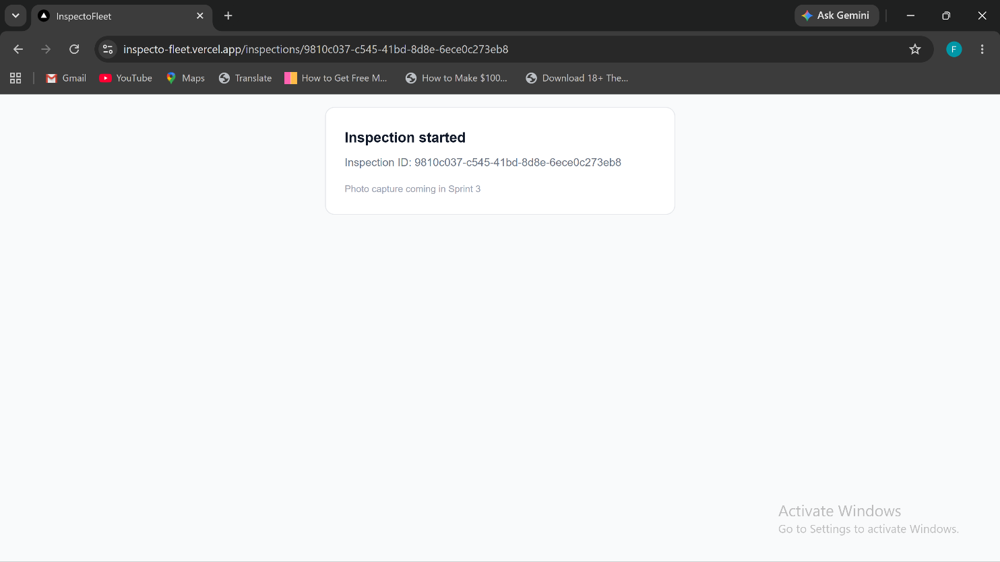 InspectoFleet
Ask Gemini
inspecto-fleet.vercel.app/inspections/9810c037-c545-41bd-8d8e-6ece0c273eb8
F
Gmail
YouTube
Maps
Translate
How to Get Free M...
How to Make $100...
Download 18+ The...
Inspection started
Inspection ID: 9810c037-c545-41bd-8d8e-6ece0c273eb8
Photo capture coming in Sprint 3
Activate Windows
Go to Settings to activate Windows.